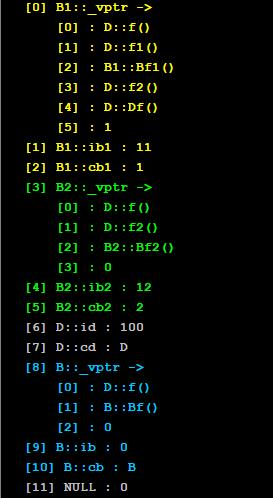 [0] B1::_vptr ->
[0] : D::f()
[1] : D::f1()
[2] : B1::Bf1()
[3] : D::f2()
[4] : D::Df()
[5] : 1
[1] B1::ib1 : 11
[2] B1::cb1 : 1
[3] B2::_vptr ->
[0] : D::f()
[1] : D::f2()
[2] : B2::Bf2()
[3] : 0
[4] B2::ib2 : 12
[5] B2::cb2 : 2
[6] D::id : 100
[7] D::cd : D
[8] B::_vptr ->
[0] : D::f()
[1] : B::Bf()
[2] : 0
[9] B::ib : 0
[10] B::cb : B
[11] NULL : 0